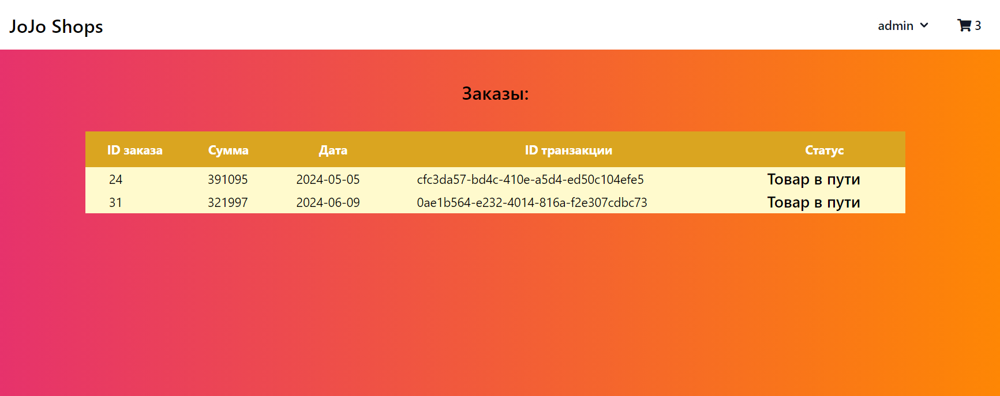 JoJo Shops admin 3
Заказы:
ID заказа Сумма Дата ID транзакции Статус
24 391095 2024-05-05 cfc3da57-bd4c-410e-a5d4-ed50c104efe5 Товар в пути
31 321997 2024-06-09 0ae1b564-e232-4014-816a-f2e307cdbc73 Товар в пути